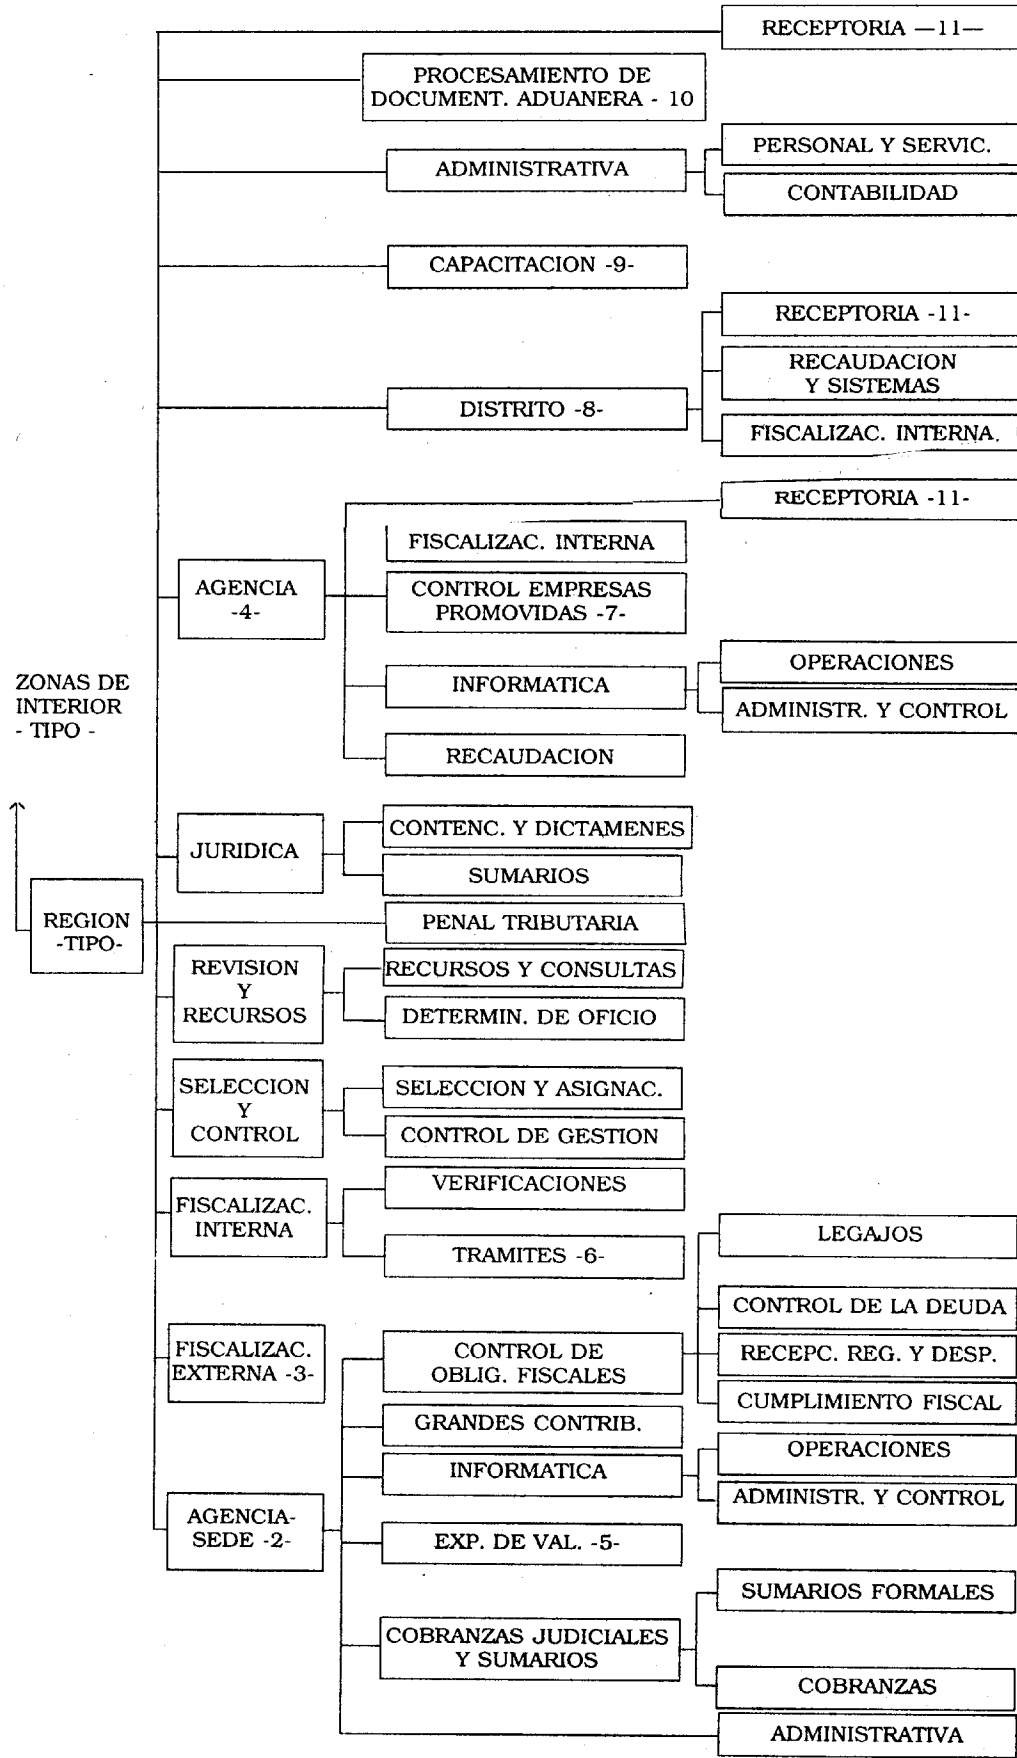 RECEPTORIA —11—
PROCESAMIENTO DE
DOCUMENT. ADUANERA - 10
PERSONAL Y SERVIC.
ADMINISTRATIVA
CONTABILIDAD
CAPACITACION -9-
RECEPTORIA -11-
RECAUDACION
Y SISTEMAS
DISTRITO -8-
FISCALIZAC. INTERNA.
RECEPTORIA -11-
FISCALIZAC. INTERNA
AGENCIA
-4-
CONTROL EMPRESAS
PROMOVIDAS -7-
OPERACIONES
INFORMATICA
ADMINISTR. Y CONTROL
ZONAS DE
INTERIOR
- TIPO -
RECAUDACION
CONTENC. Y DICTAMENES
JURIDICA
SUMARIOS
REGION
-TIPO-
PENAL TRIBUTARIA
REVISION
Y
RECURSOS
RECURSOS Y CONSULTAS
DETERMIN. DE OFICIO
SELECCION
Y
CONTROL
SELECCION Y ASIGNAC.
CONTROL DE GESTION
VERIFICACIONES
FISCALIZAC.
INTERNA
TRAMITES -6-
LEGAJOS
CONTROL DE LA DEUDA
FISCALIZAC.
EXTERNA -3-
CONTROL DE
OBLIG. FISCALES
RECEPC. REG. Y DESP.
CUMPLIMIENTO FISCAL
GRANDES CONTRIB.
OPERACIONES
INFORMATICA
ADMINISTR. Y CONTROL
AGENCIA-
SEDE -2-
EXP. DE VAL. -5-
SUMARIOS FORMALES
COBRANZAS JUDICIALES
Y SUMARIOS
COBRANZAS
ADMINISTRATIVA